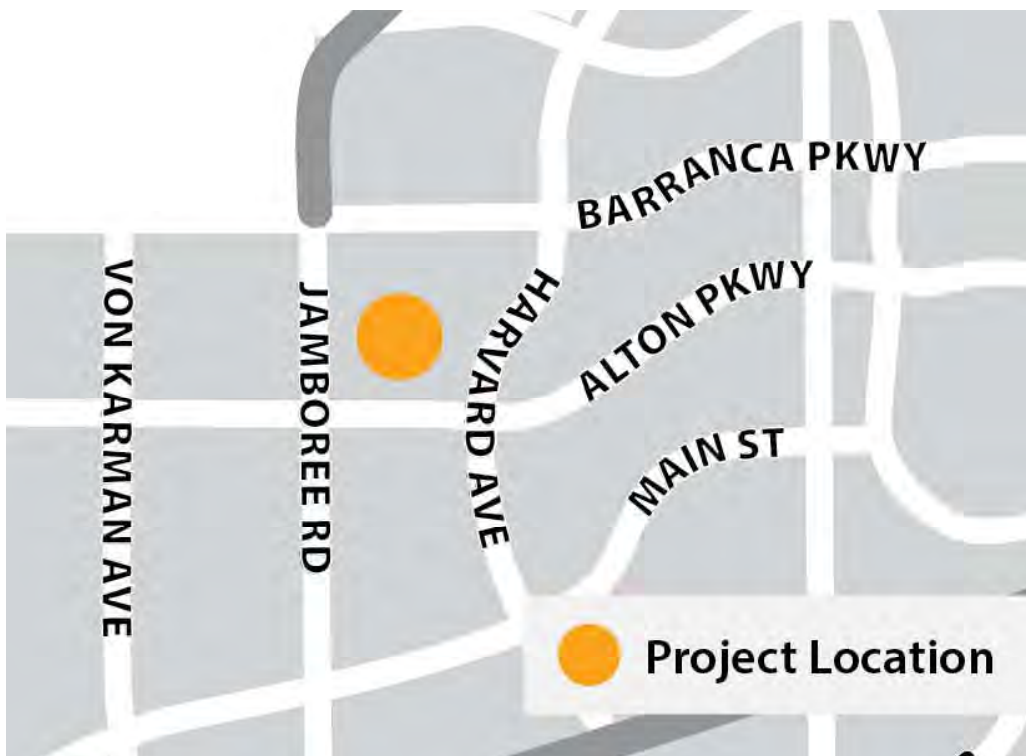 BARRANCA PKWY
VON KARMAN AVE
JAMBOREE RD
HARVARD AVE
ALTON PKWY
MAIN ST
Project Location